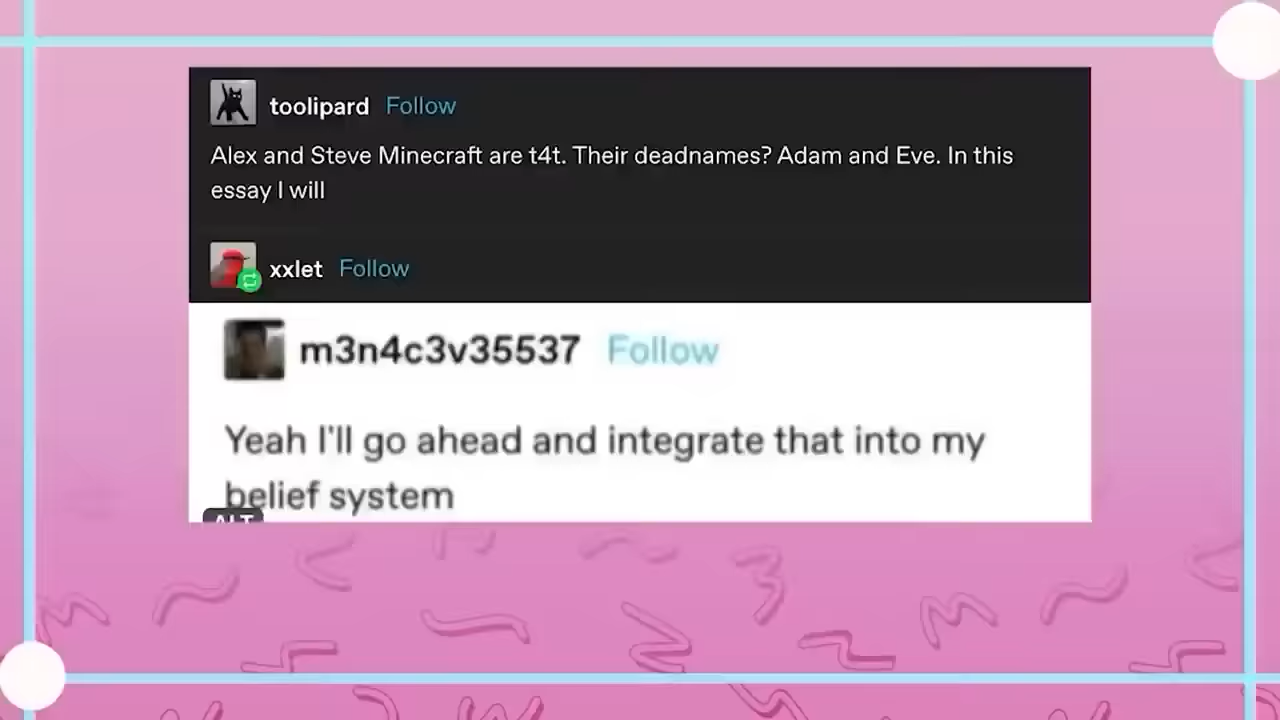 toolipard Follow
Alex and Steve Minecraft are t4t. Their deadnames? Adam and Eve. In this
essay I will
xxlet Follow
m3n4c3v35537 Follow
Yeah I'll go ahead and integrate that into my
belief system
ALT